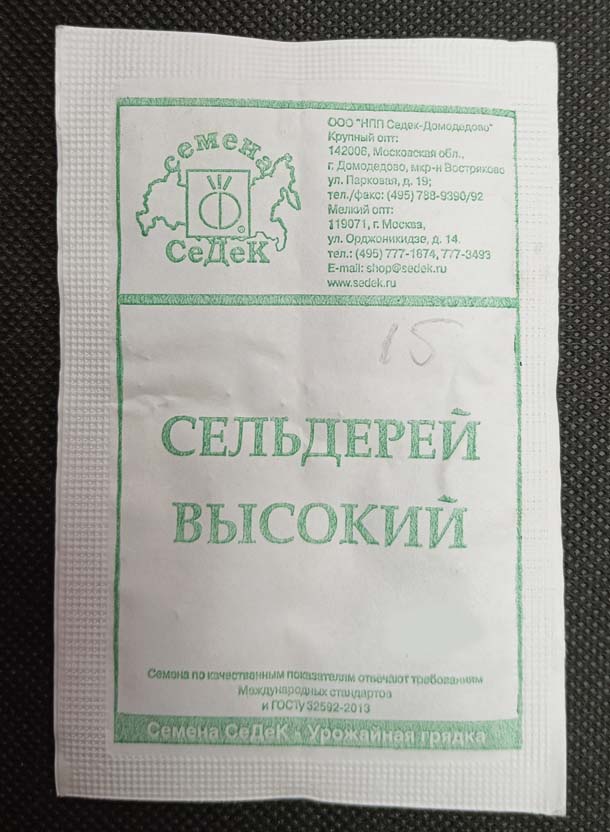 семена
СеДеК
ООО "НПП Седек-Домодедово"
Крупный опт:
142006, Московская обл.,
г. Домодедово, мкр-н Востряково
ул. Парковая, д. 19;
тел./факс: (495) 788-9390/92
Мелкий опт:
119071, г. Москва,
ул. Орджоникидзе, д. 14.
тел.: (495) 777-1874, 777-3493
E-mail: shop@sedek.ru
www.sedek.ru
15
СЕЛЬДЕРЕЙ
ВЫСОКИЙ
Семена по качественным показателям отвечают требованиям
Международных стандартов
и ГОСТу 32592-2013
Семена СеДеК - Урожайная грядка